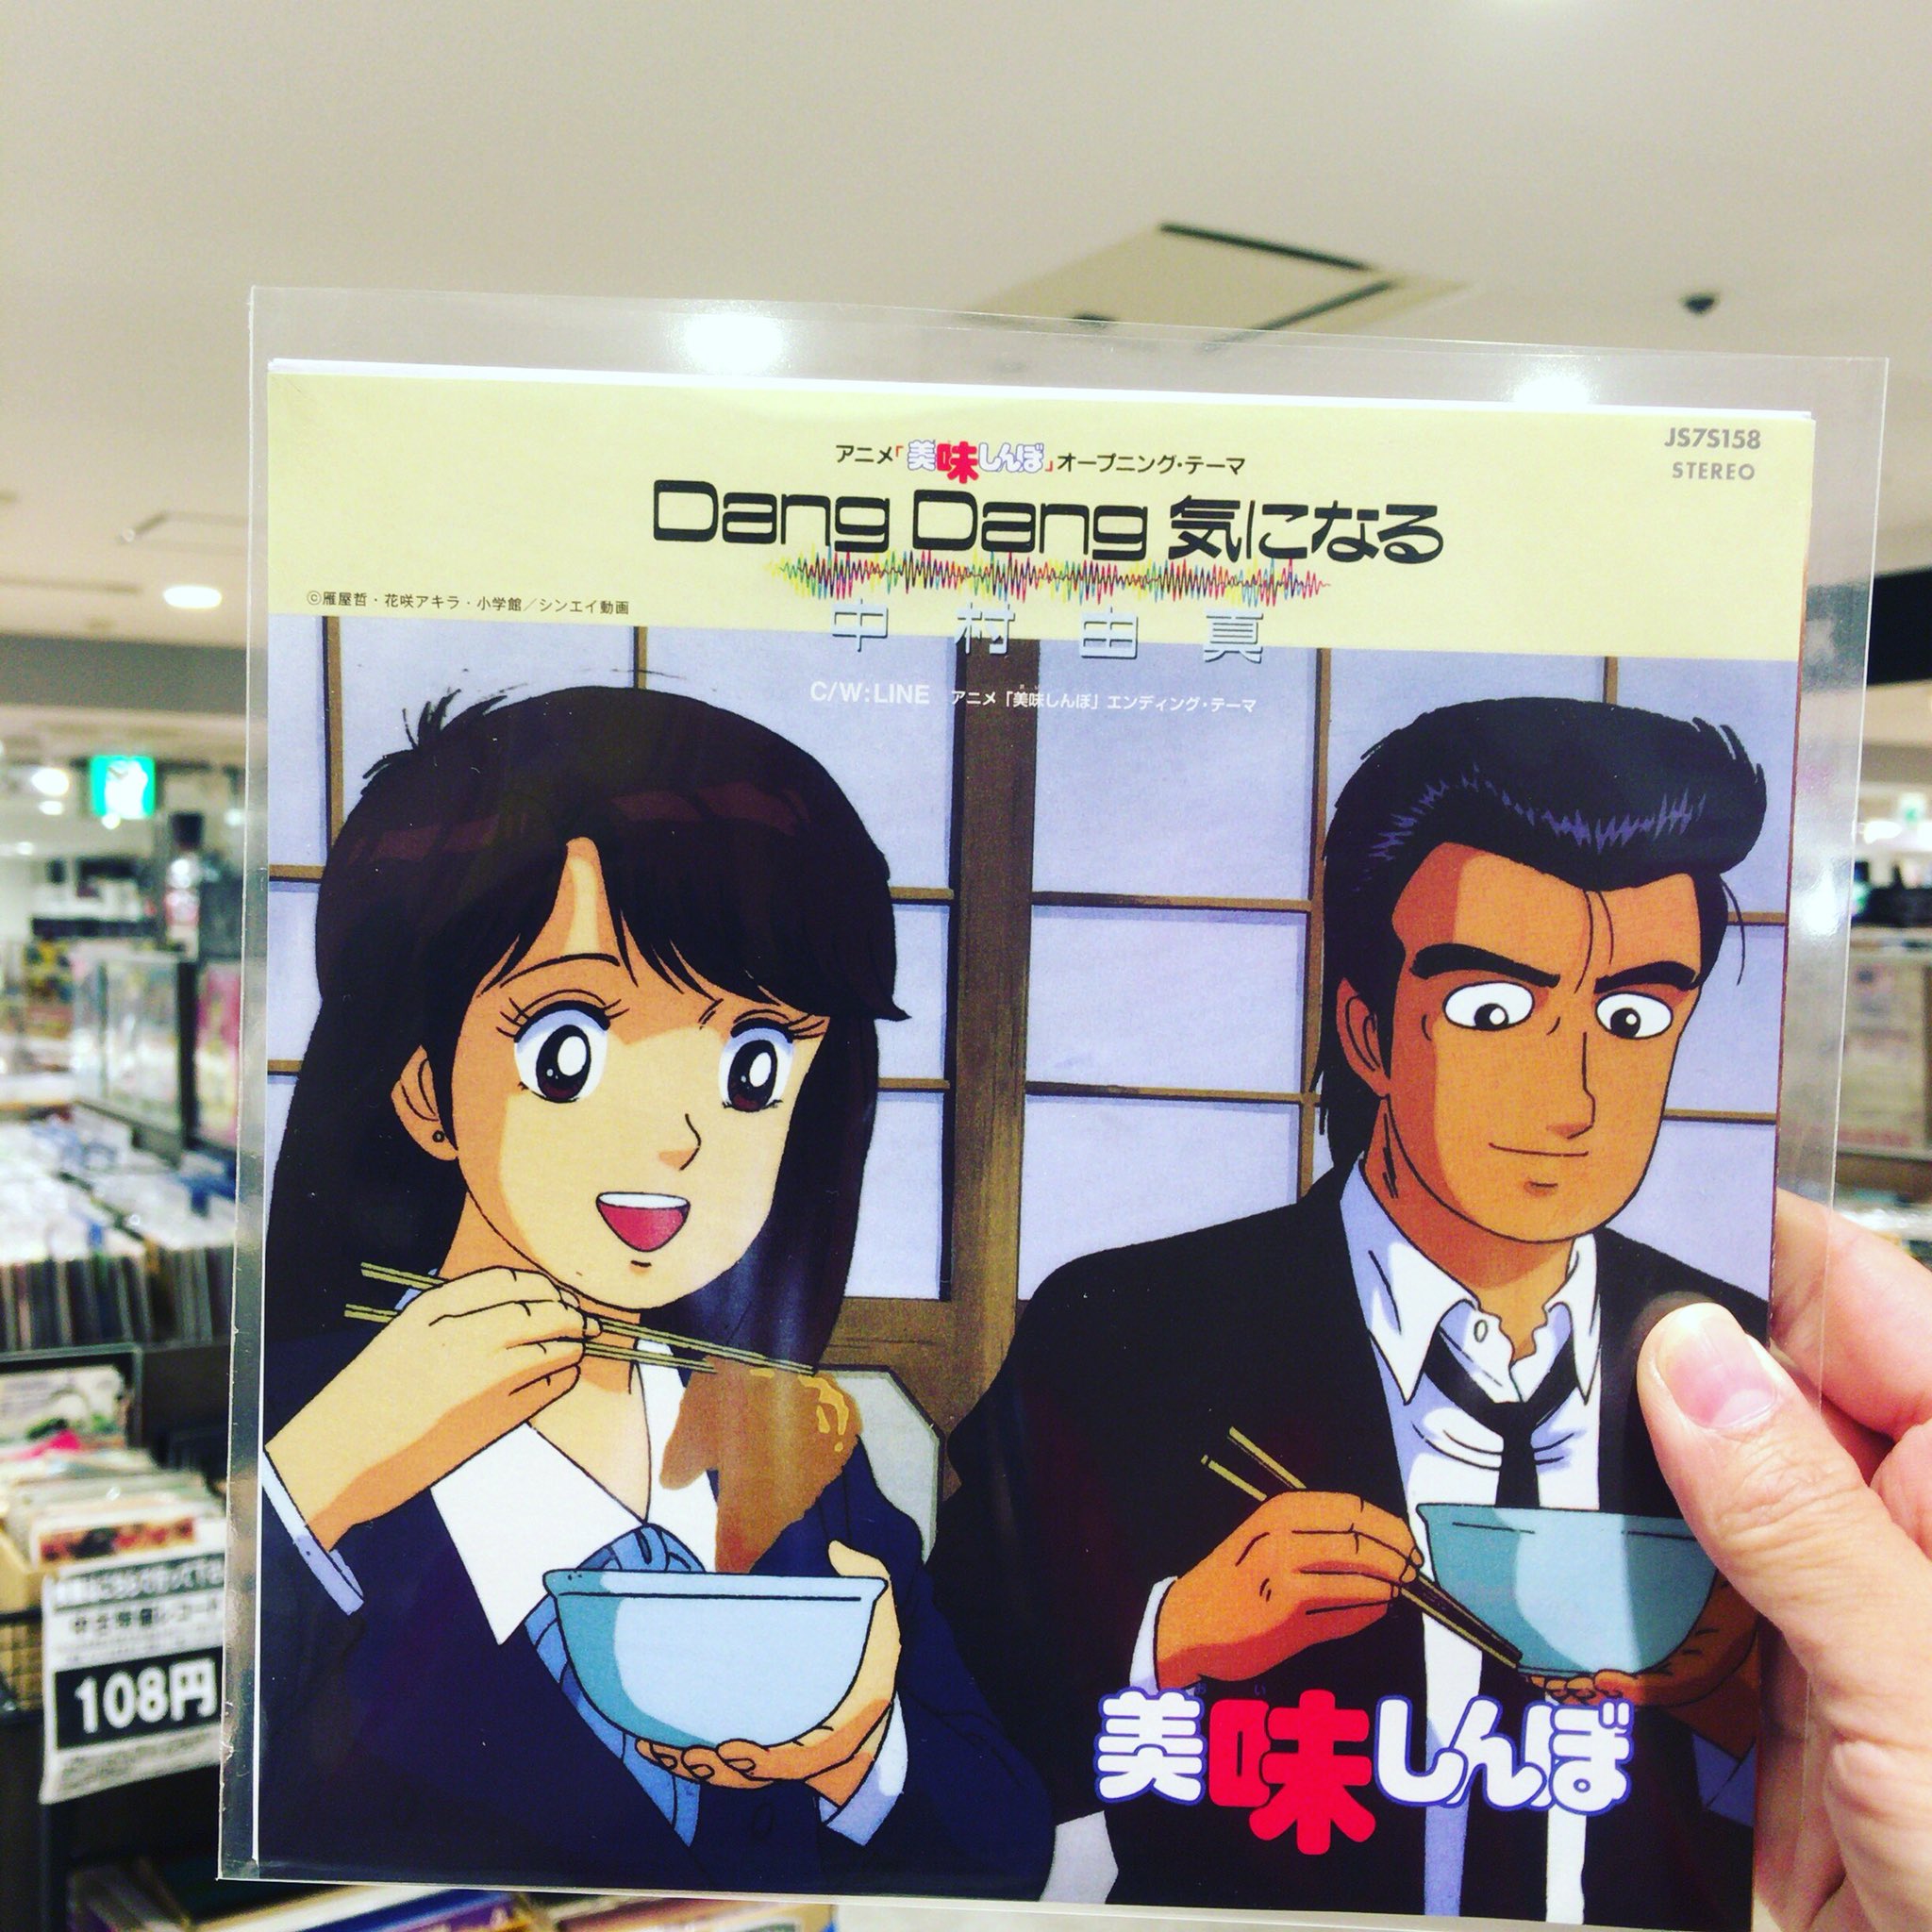 JS7S158
STEREO
アニメ「美味しんぼ」オープニング・テーマ
Dang Dang 気になる
©雁屋哲・花咲アキラ・小学館／シンエイ動画
中村由真
C/W:LINE アニメ「美味しんぼ」エンディング・テーマ
美味しんぼ
108円